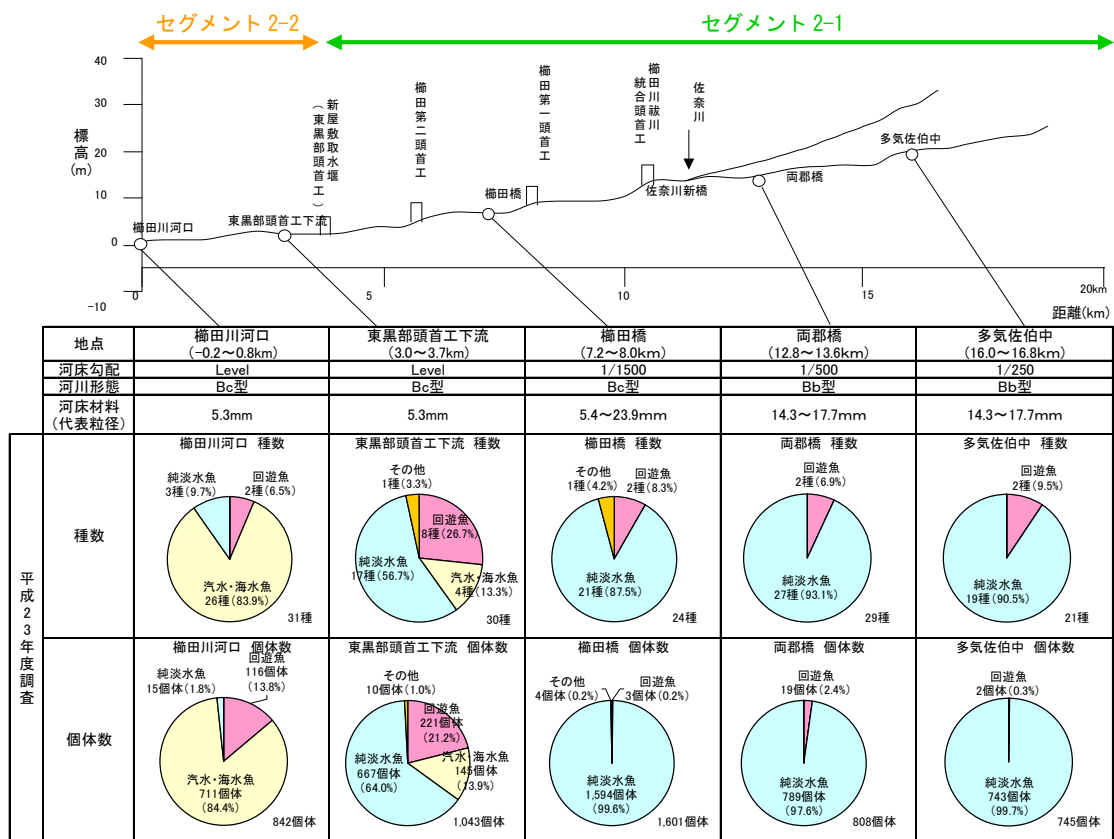 セグメント 2-2
セグメント 2-1
標高
(m)
40
30
20
10
0
-10
新屋敷取水堰
(東黒部頭首工)
櫛田第二頭首工
櫛田第一頭首工
櫛田川祓川
統合頭首工
佐奈川
櫛田川河口
東黒部頭首工下流
櫛田橋
佐奈川新橋
両郡橋
多気佐伯中
0
5
10
15
20km
距離(km)
地点
櫛田川河口
(-0.2～0.8km)
東黒部頭首工下流
(3.0～3.7km)
櫛田橋
(7.2～8.0km)
両郡橋
(12.8～13.6km)
多気佐伯中
(16.0～16.8km)
河床勾配
Level
Level
1/1500
1/500
1/250
河川形態
Bc型
Bc型
Bc型
Bb型
Bb型
河床材料
(代表粒径)
5.3mm
5.3mm
5.4～23.9mm
14.3～17.7mm
14.3～17.7mm
平成23年度調査
種数
櫛田川河口 種数
純淡水魚
3種(9.7%)
回遊魚
2種(6.5%)
汽水・海水魚
26種(83.9%)
31種
東黒部頭首工下流 種数
その他
1種(3.3%)
回遊魚
8種(26.7%)
純淡水魚
17種(56.7%)
汽水・海水魚
4種(13.3%)
30種
櫛田橋 種数
その他
1種(4.2%)
回遊魚
2種(8.3%)
純淡水魚
21種(87.5%)
24種
両郡橋 種数
回遊魚
2種(6.9%)
純淡水魚
27種(93.1%)
29種
多気佐伯中 種数
回遊魚
2種(9.5%)
純淡水魚
19種(90.5%)
21種
個体数
櫛田川河口 個体数
純淡水魚
15個体(1.8%)
回遊魚
116個体
(13.8%)
汽水・海水魚
711個体
(84.4%)
842個体
東黒部頭首工下流 個体数
その他
10個体(1.0%)
回遊魚
221個体
(21.2%)
純淡水魚
667個体
(64.0%)
汽水・海水魚
145個体
(13.9%)
1,043個体
櫛田橋 個体数
その他
4個体(0.2%)
回遊魚
3個体(0.2%)
純淡水魚
1,594個体
(99.6%)
1,601個体
両郡橋 個体数
回遊魚
19個体(2.4%)
純淡水魚
789個体
(97.6%)
808個体
多気佐伯中 個体数
回遊魚
2個体(0.3%)
純淡水魚
743個体
(99.7%)
745個体